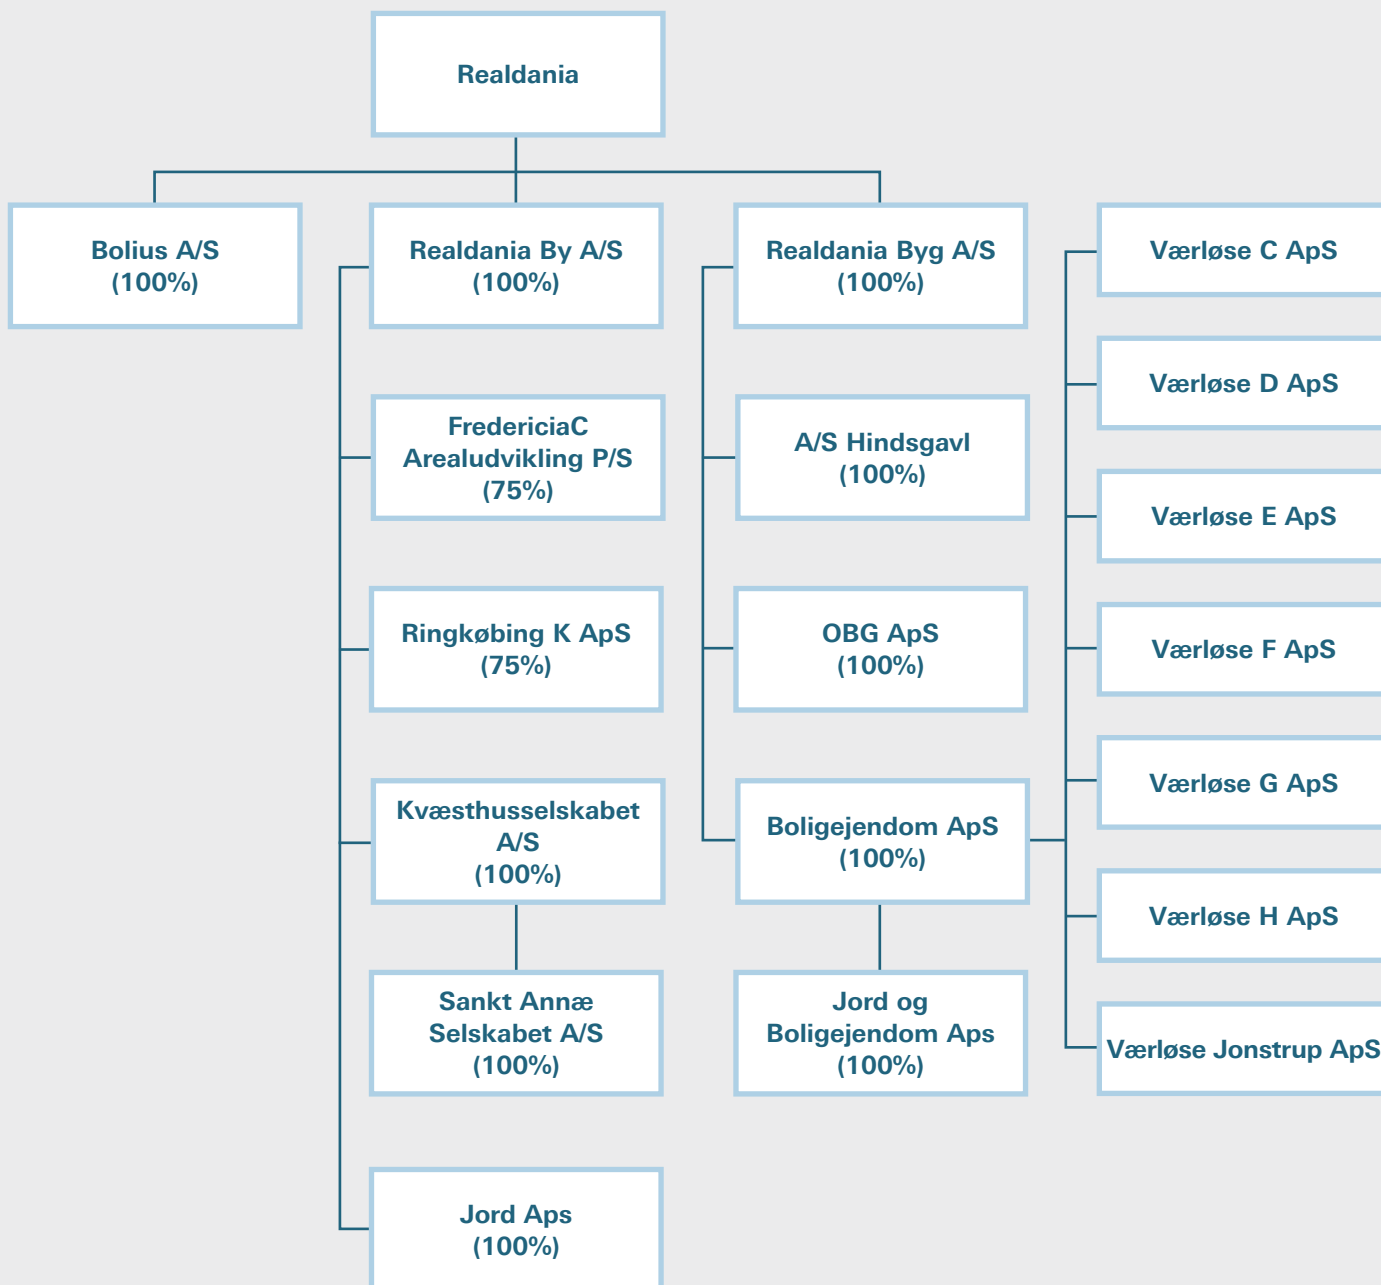 Realdania
Bolius A/S
(100%)
Realdania By A/S
(100%)
FredericiaC
Arealudvikling P/S
(75%)
Ringkøbing K ApS
(75%)
Kvæsthusselskabet
A/S
(100%)
Sankt Annæ
Selskabet A/S
(100%)
Jord Aps
(100%)
Realdania Byg A/S
(100%)
A/S Hindsgavl
(100%)
OBG ApS
(100%)
Boligejendom ApS
(100%)
Jord og
Boligejendom Aps
(100%)
Værløse C ApS
Værløse D ApS
Værløse E ApS
Værløse F ApS
Værløse G ApS
Værløse H ApS
Værløse Jonstrup ApS